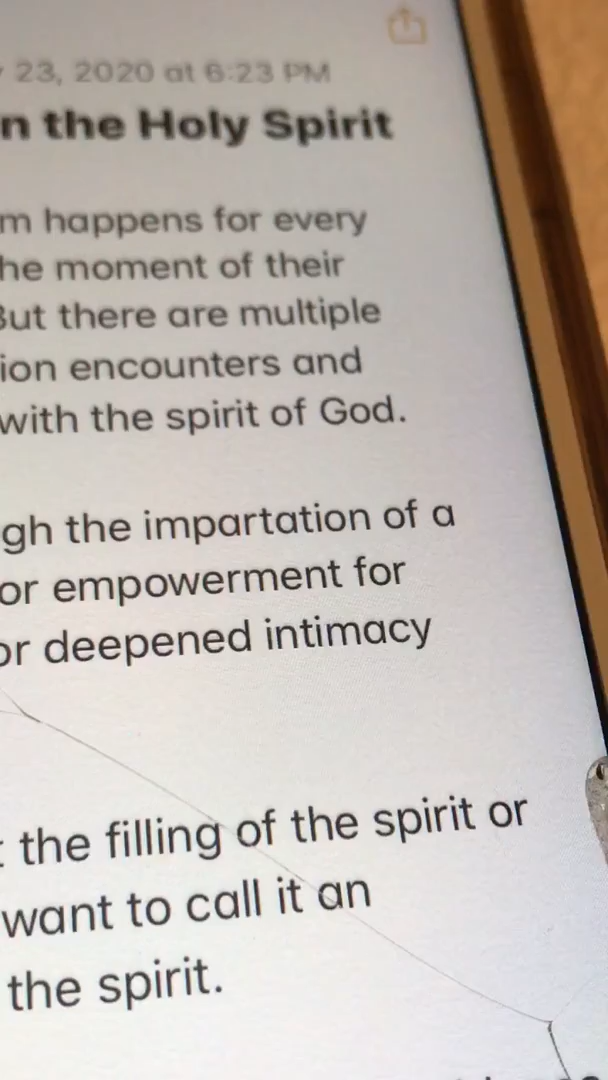 23, 2020 at 6:23 PM
n the Holy Spirit
m happens for every
he moment of their
But there are multiple
ion encounters and
with the spirit of God.
gh the impartation of a
or empowerment for
or deepened intimacy
the filling of the spirit or
want to call it an
the spirit.